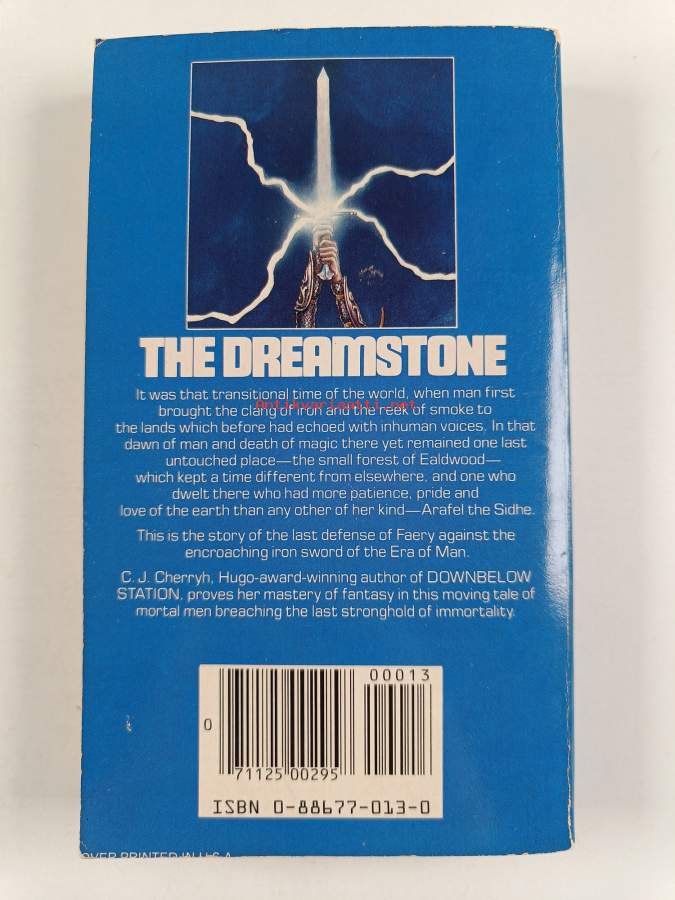 THE DREAMSTONE
It was that transitional time of the world, when man first
brought the clang of iron and the reek of smoke to
Antikvariaatti.net
the lands which before had echoed with inhuman voices. In that
dawn of man and death of magic there yet remained one last
untouched place—the small forest of Ealdwood—
which kept a time different from elsewhere, and one who
dwelt there who had more patience, pride and
love of the earth than any other of her kind—Arafel the Sidhe.
This is the story of the last defense of Faery against the
encroaching iron sword of the Era of Man.
C. J. Cherryh, Hugo-award-winning author of DOWNBELOW
STATION, proves her mastery of fantasy in this moving tale of
mortal men breaching the last stronghold of immortality.
00013
0
71125 00295
ISBN 0-88677-013-0
OVER PRINTED IN U.S.A.